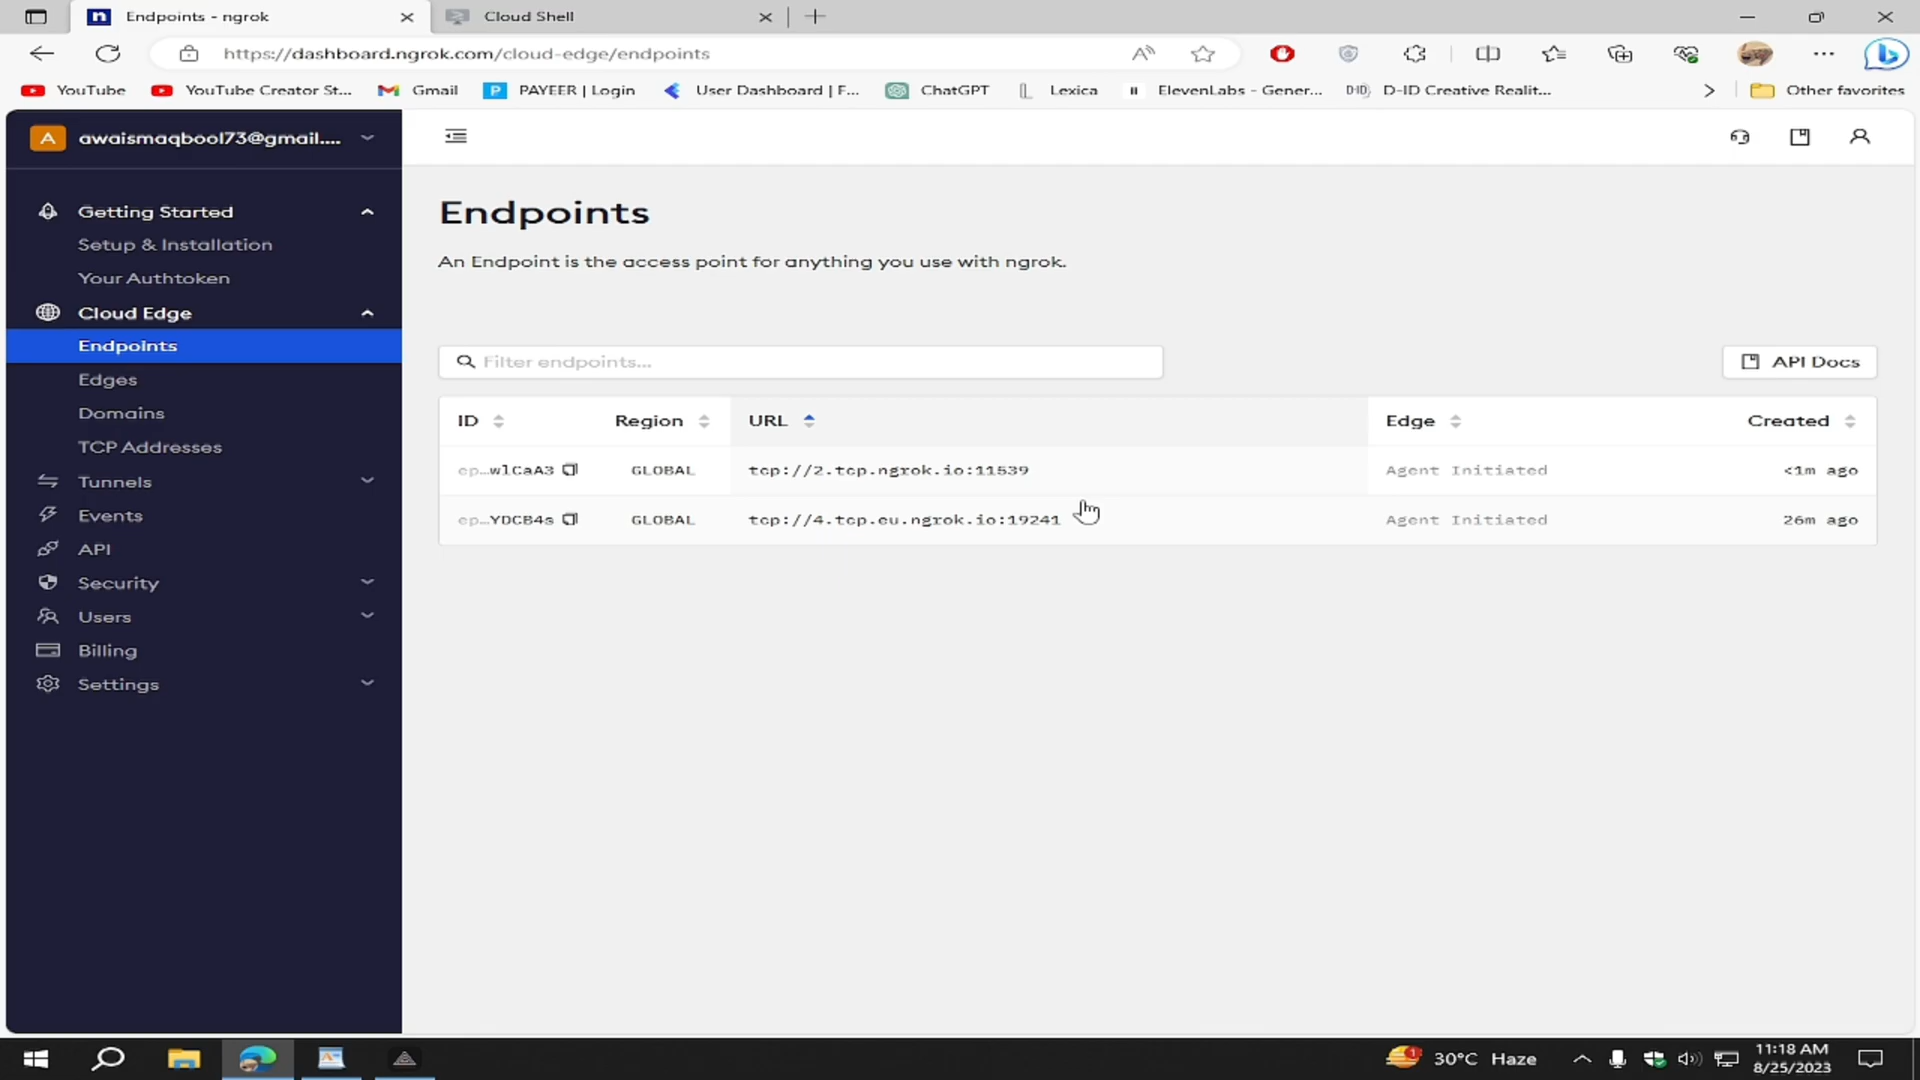 Endpoints - ngrok
Cloud Shell
https://dashboard.ngrok.com/cloud-edge/endpoints
YouTube
YouTube Creator St...
Gmail
PAYEER | Login
User Dashboard | F...
ChatGPT
Lexica
ElevenLabs - Gener...
D-ID Creative Realit...
Other favorites
A awaismaqbool73@gmail....
Getting Started
Setup & Installation
Your Authtoken
Cloud Edge
Endpoints
Edges
Domains
TCP Addresses
Tunnels
Events
API
Security
Users
Billing
Settings
Endpoints
An Endpoint is the access point for anything you use with ngrok.
Filter endpoints...
API Docs
ID Region URL Edge Created
ep…wlCaA3 GLOBAL tcp://2.tcp.ngrok.io:11539 Agent Initiated <1m ago
ep…YDCB4s GLOBAL tcp://4.tcp.eu.ngrok.io:19241 Agent Initiated 26m ago
30°C Haze
11:18 AM
8/25/2023